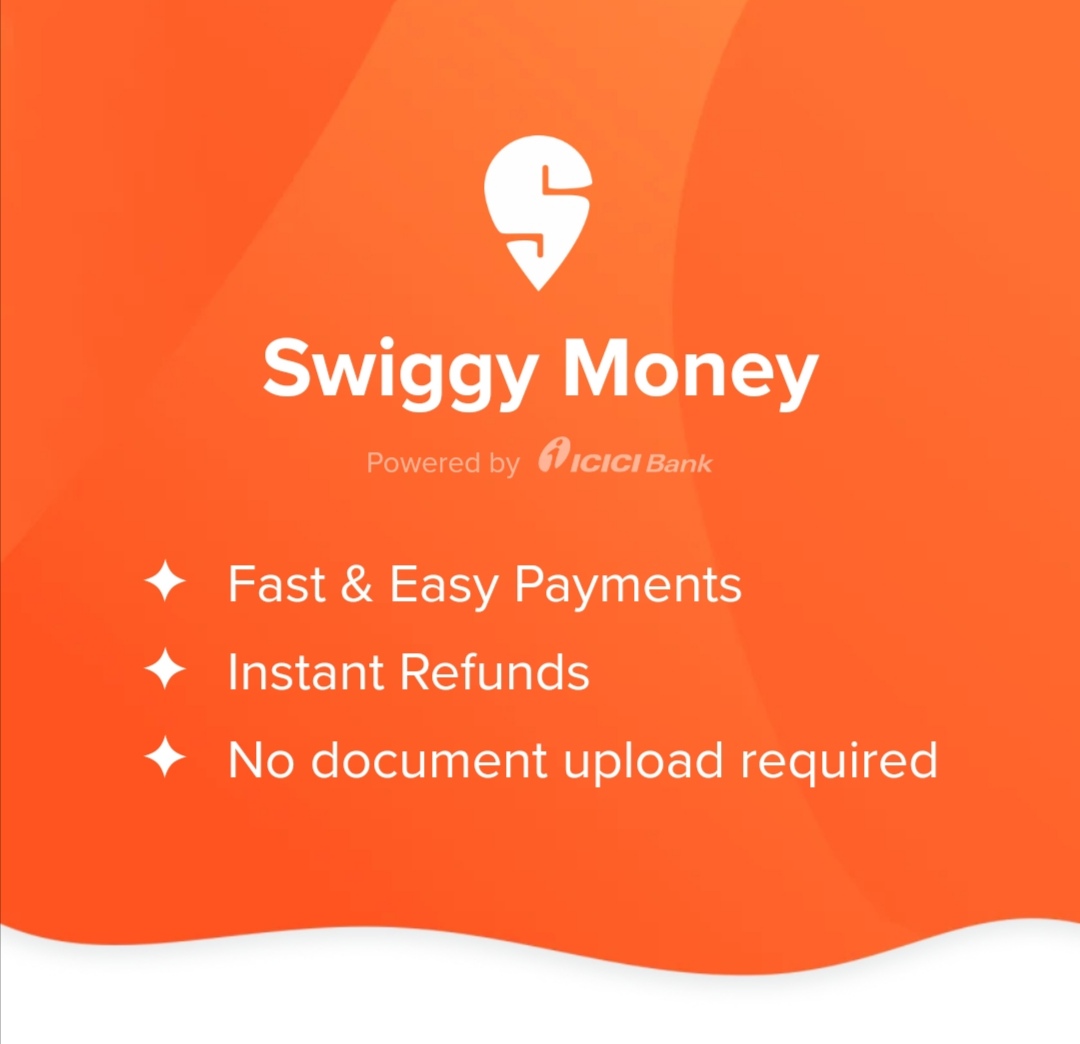 Swiggy Money
Powered by ICICI Bank
Fast & Easy Payments
Instant Refunds
No document upload required